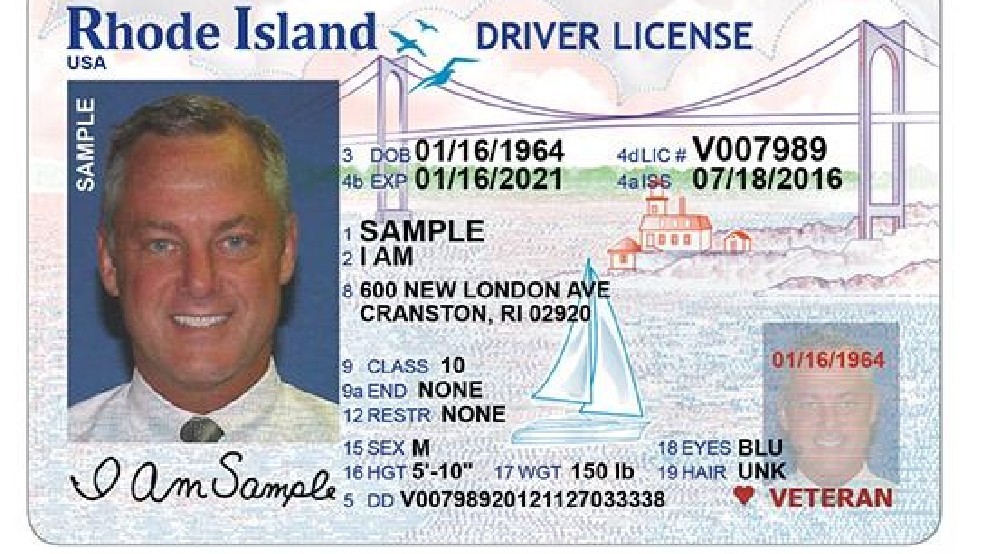 Rhode Island DRIVER LICENSE
USA
SAMPLE
3 DOB 01/16/1964 4d LIC # V007989
4b EXP 01/16/2021 4a ISS 07/18/2016
1 SAMPLE
2 I AM
8 600 NEW LONDON AVE
CRANSTON, RI 02920
01/16/1964
9 CLASS 10
9a END NONE
12 RESTR NONE
15 SEX M 18 EYES BLU
16 HGT 5'-10" 17 WGT 150 lb 19 HAIR UNK
I Am Sample
5 DD V00798920121127033338 VETERAN